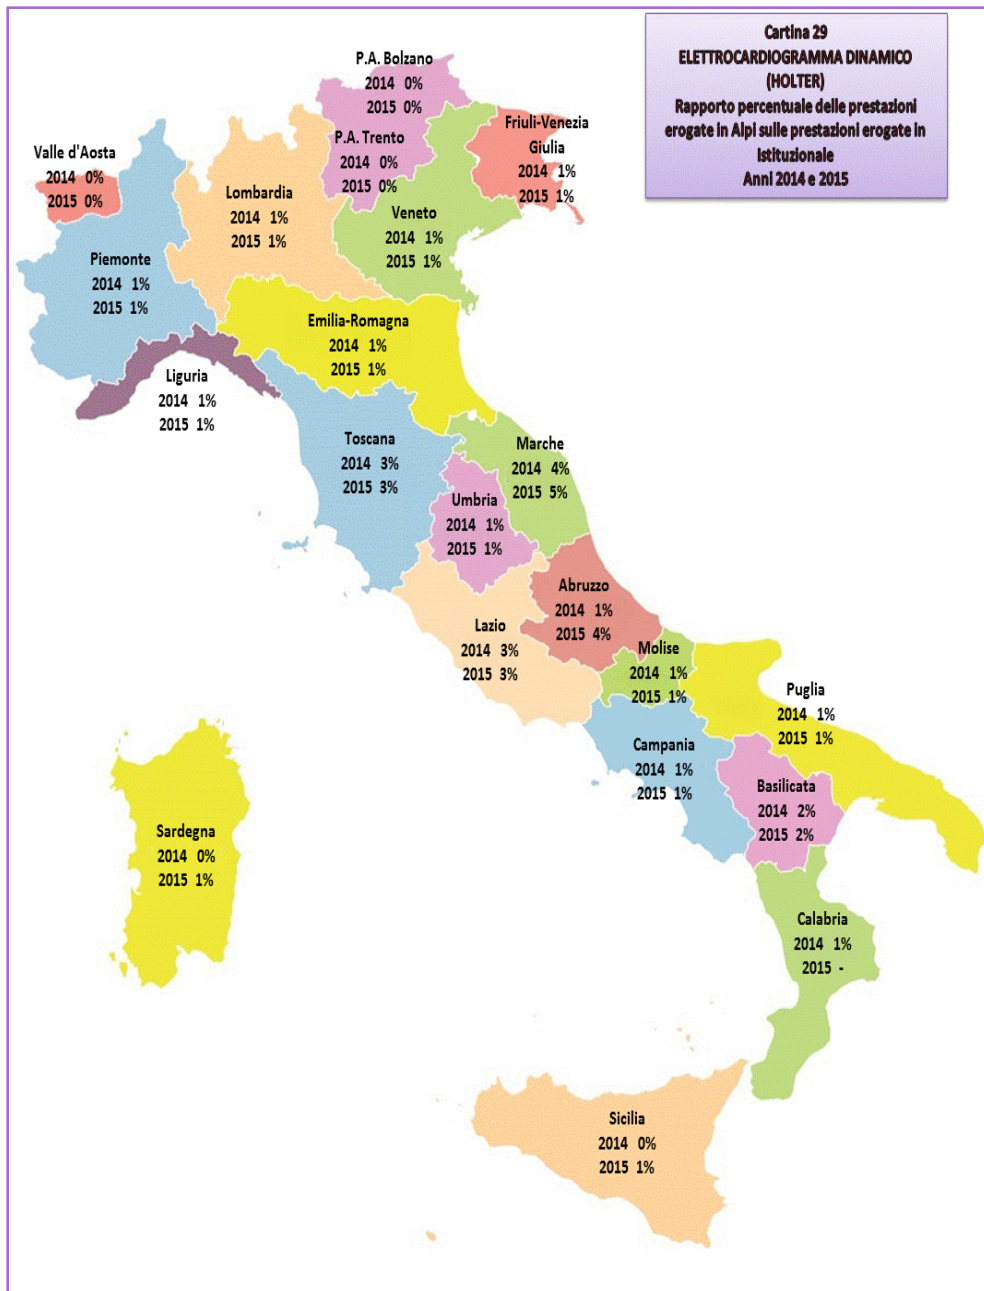 Cartina 29
ELETTROCARDIOGRAMMA DINAMICO
(HOLTER)
Rapporto percentuale delle prestazioni
erogate in Alpi sulle prestazioni erogate in
Istituzionale
Anni 2014 e 2015
P.A. Bolzano
2014 0%
2015 0%
P.A. Trento
2014 0%
2015 0%
Friuli-Venezia
Giulia
2014 1%
2015 1%
Valle d'Aosta
2014 0%
2015 0%
Lombardia
2014 1%
2015 1%
Veneto
2014 1%
2015 1%
Piemonte
2014 1%
2015 1%
Emilia-Romagna
2014 1%
2015 1%
Liguria
2014 1%
2015 1%
Toscana
2014 3%
2015 3%
Marche
2014 4%
2015 5%
Umbria
2014 1%
2015 1%
Abruzzo
2014 1%
2015 4%
Lazio
2014 3%
2015 3%
Molise
2014 1%
2015 1%
Puglia
2014 1%
2015 1%
Campania
2014 1%
2015 1%
Basilicata
2014 2%
2015 2%
Sardegna
2014 0%
2015 1%
Calabria
2014 1%
2015 -
Sicilia
2014 0%
2015 1%